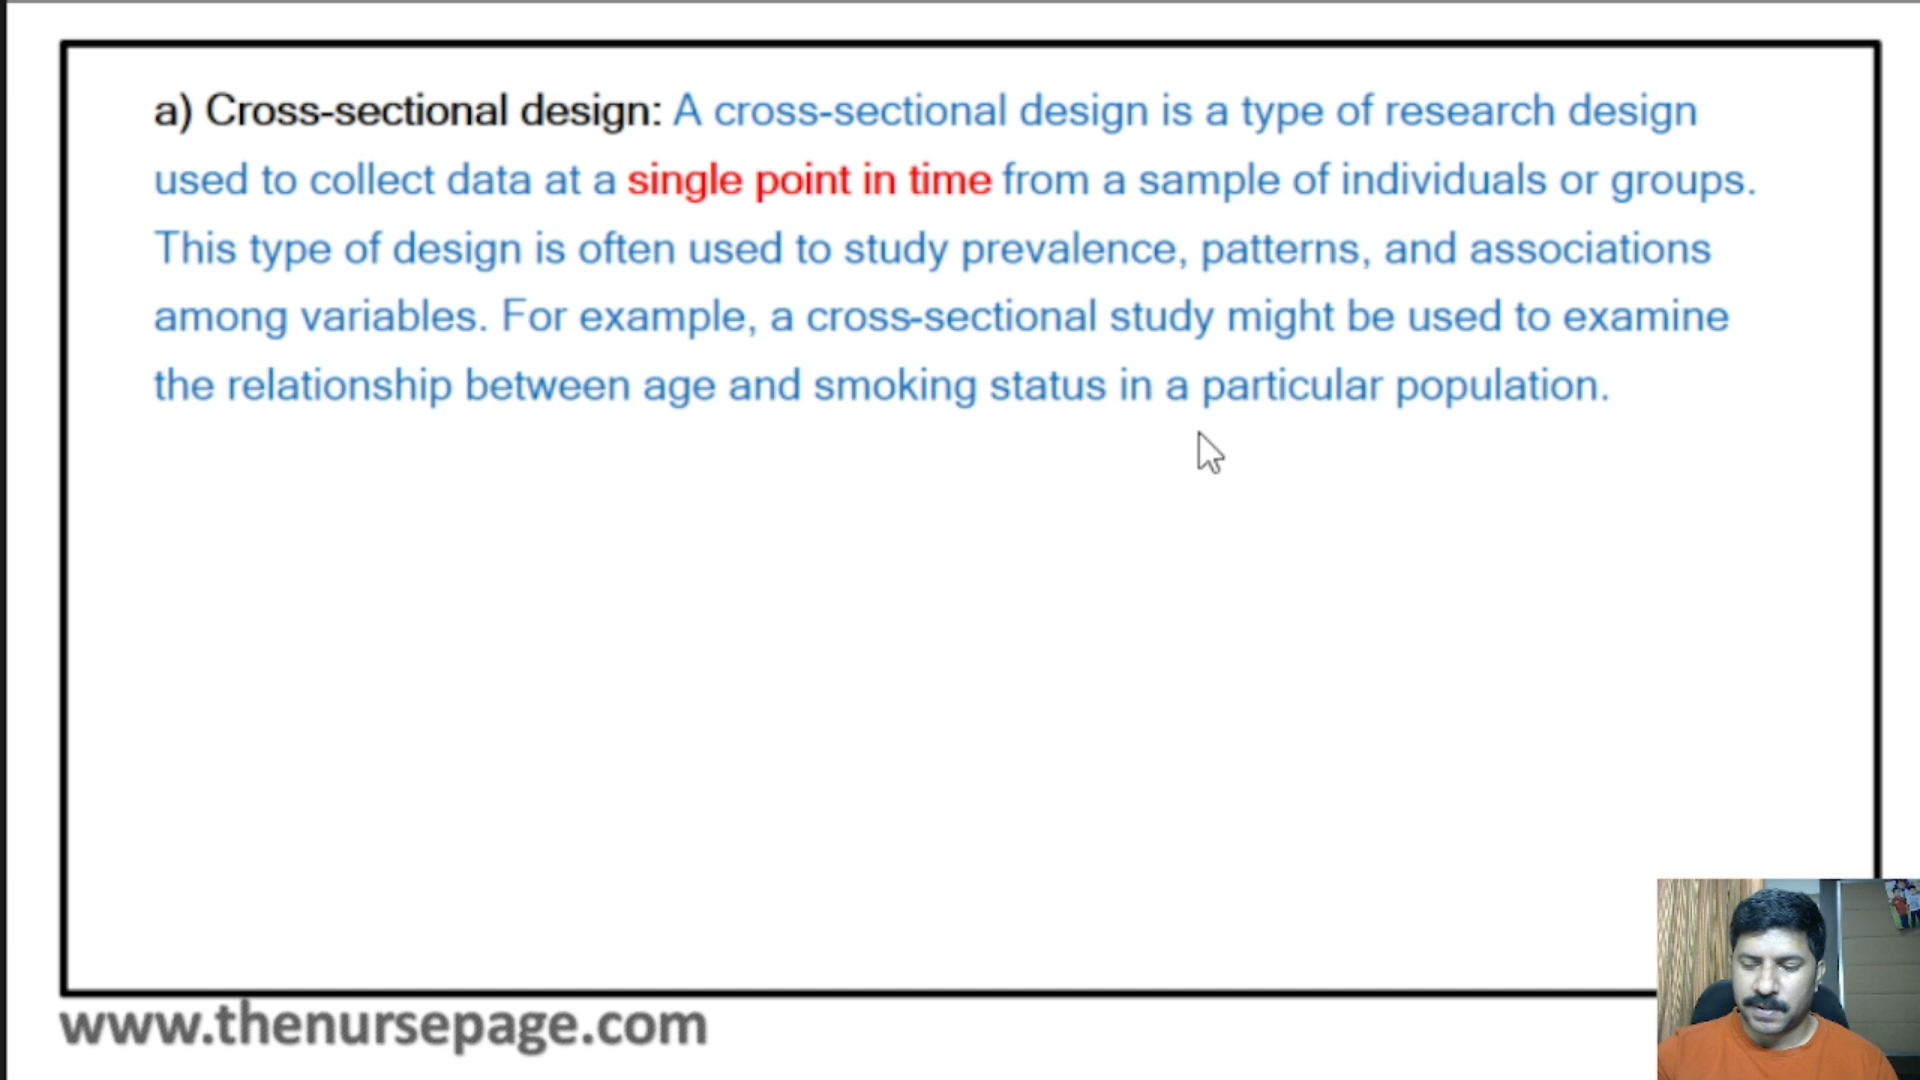 a) Cross-sectional design: A cross-sectional design is a type of research design
used to collect data at a single point in time from a sample of individuals or groups.
This type of design is often used to study prevalence, patterns, and associations
among variables. For example, a cross-sectional study might be used to examine
the relationship between age and smoking status in a particular population.
www.thenursepage.com